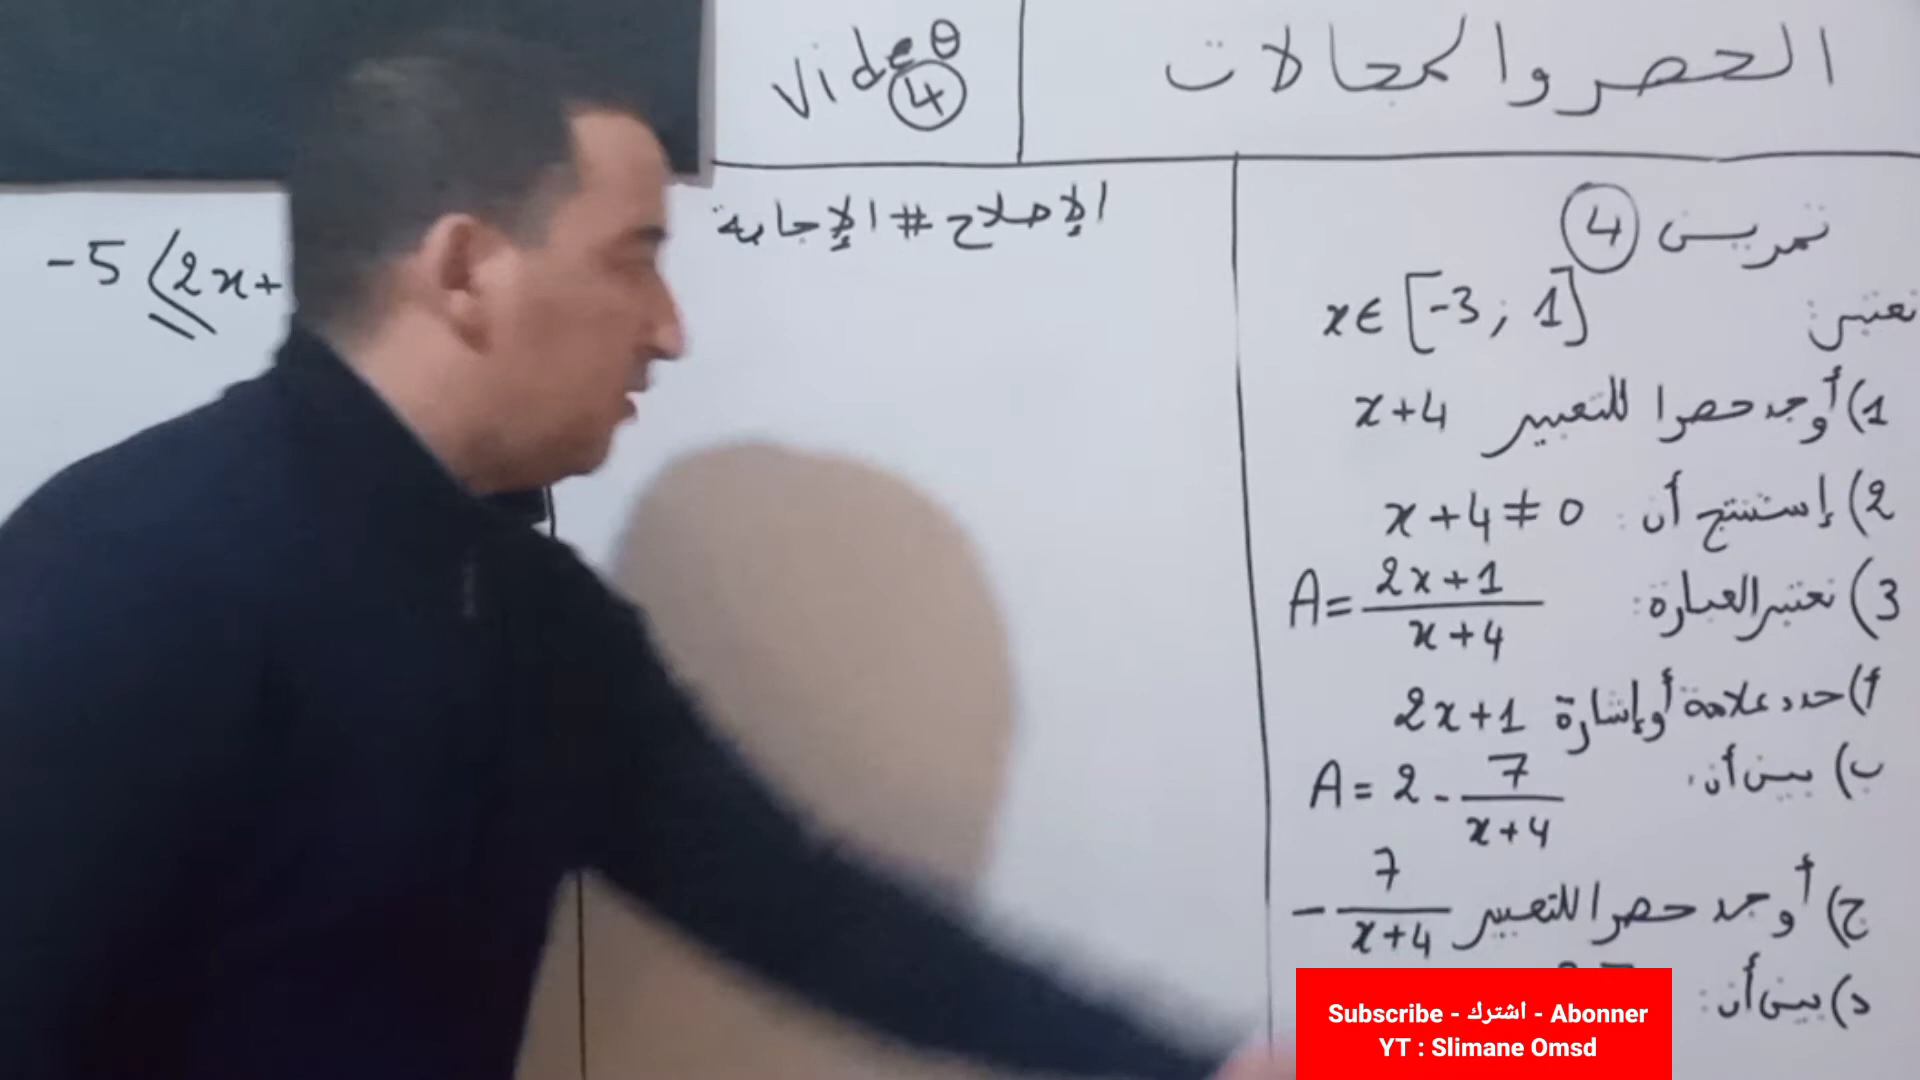 الحصر والمجالات
Video 4
تمرين 4
نعتبر x ∈ [-3 ; 1]
1) أوجد حصرا للتعبير x+4
2) إستنتج أن : x+4 ≠ 0
3) نعتبر العبارة : A = (2x+1)/(x+4)
أ) حدد علامة أو إشارة 2x+1
ب) بين أن : A = 2 - 7/(x+4)
ج) أوجد حصرا للتعبير - 7/(x+4)
د) بين أن :
الإصلاح # الإجابة
-5 ⩽ 2x+
Subscribe - اشترك - Abonner
YT : Slimane Omsd